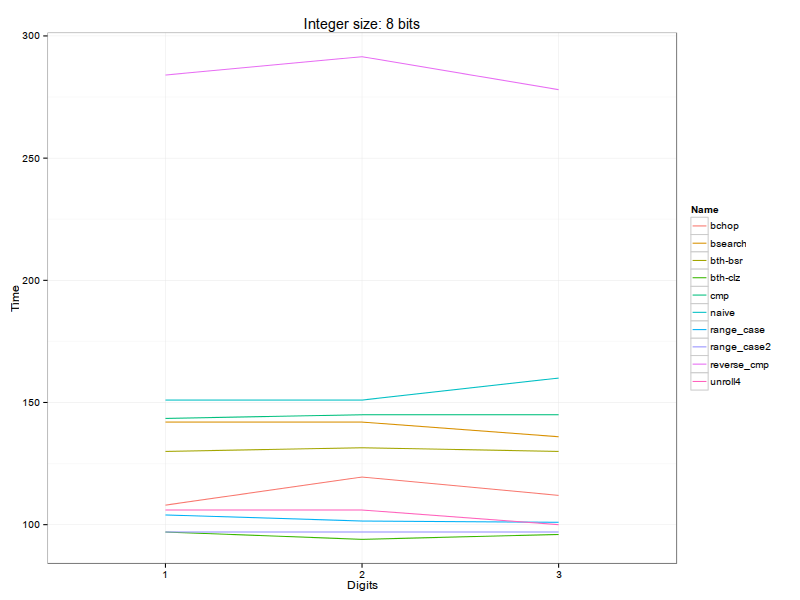 Integer size: 8 bits
300
250
200
150
100
Time
1
2
3
Digits
Name
bchop
bsearch
bth-bsr
bth-clz
cmp
naive
range_case
range_case2
reverse_cmp
unroll4